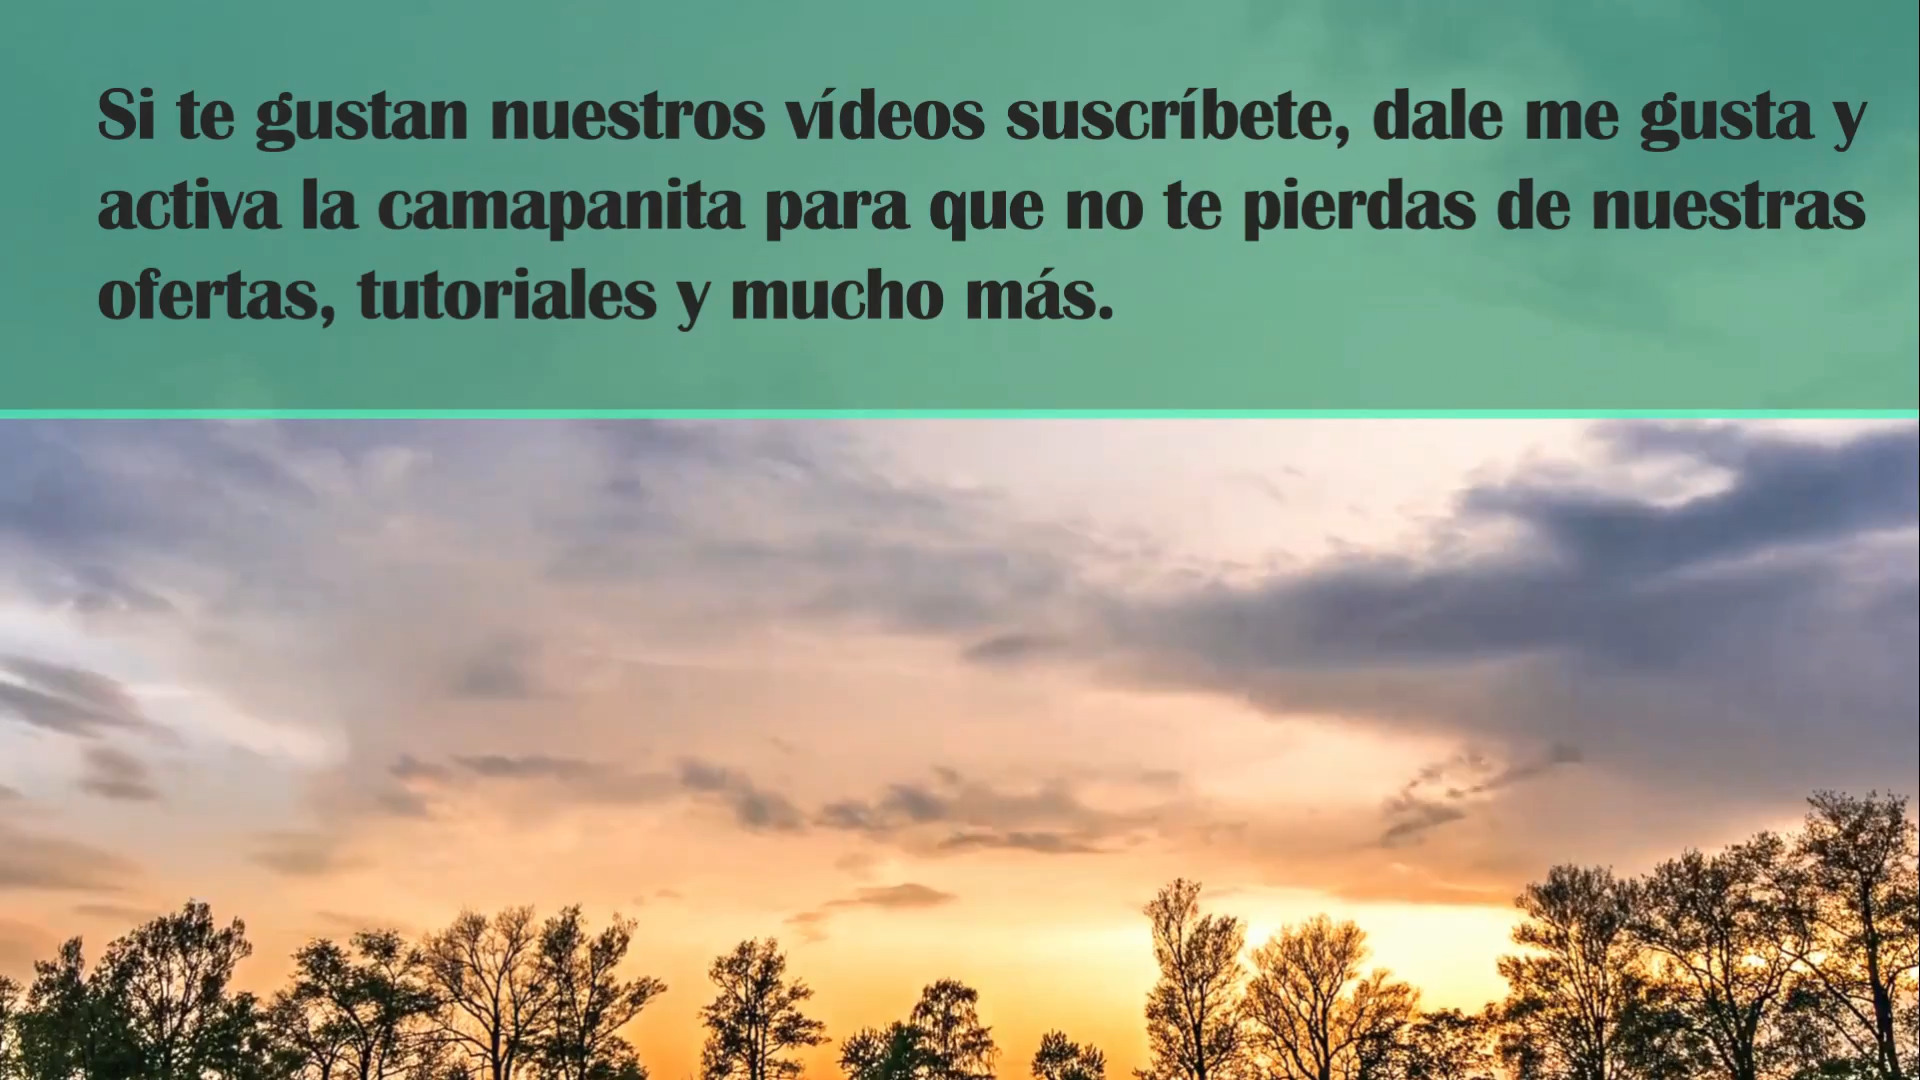 Si te gustan nuestros vídeos suscríbete, dale me gusta y
activa la camapanita para que no te pierdas de nuestras
ofertas, tutoriales y mucho más.